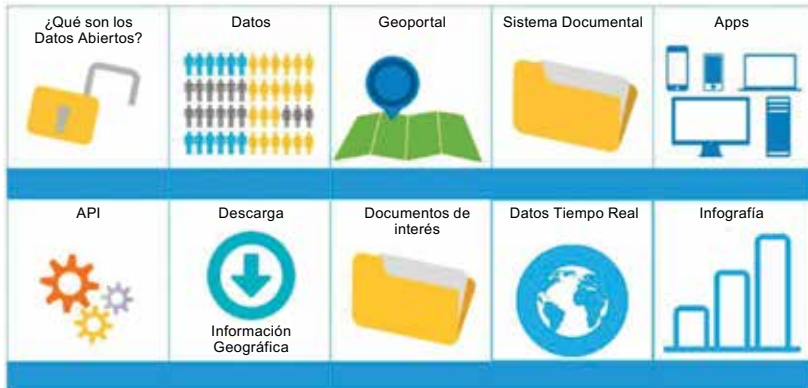 ¿Qué son los
Datos Abiertos?
Datos
Geoportal
Sistema Documental
Apps
API
Descarga
Información
Geográfica
Documentos de
interés
Datos Tiempo Real
Infografía